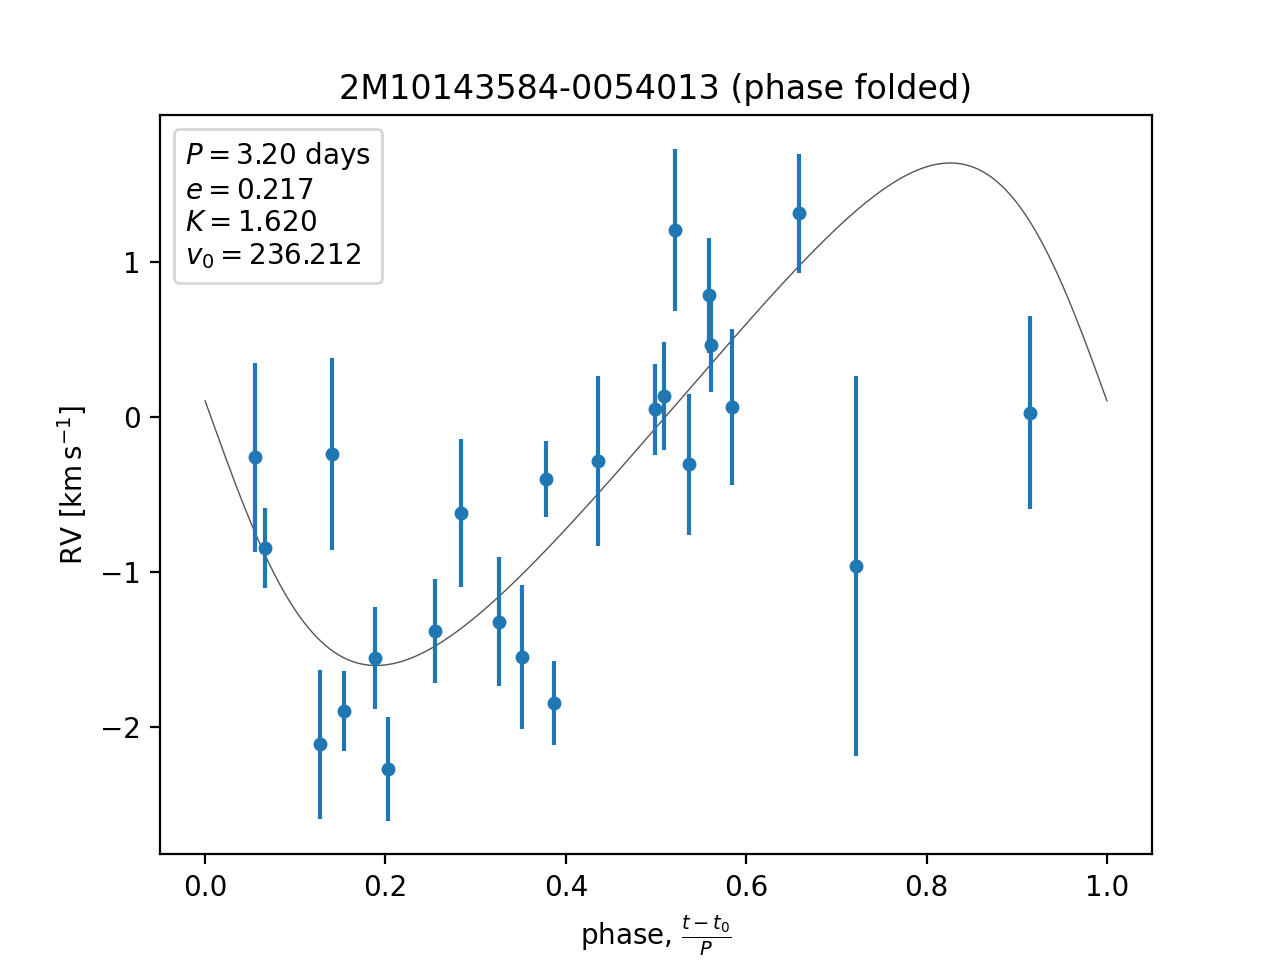 2M10143584-0054013 (phase folded)
P = 3.20 days
e = 0.217
K = 1.620
v₀ = 236.212
RV [km s⁻¹]
1
0
−1
−2
0.0 0.2 0.4 0.6 0.8 1.0
phase, (t − t₀)/P